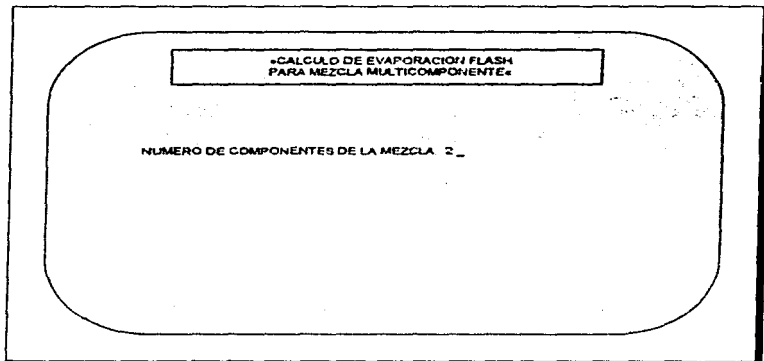 *CALCULO DE EVAPORACION FLASH
PARA MEZCLA MULTICOMPONENTE*
NUMERO DE COMPONENTES DE LA MEZCLA 2_